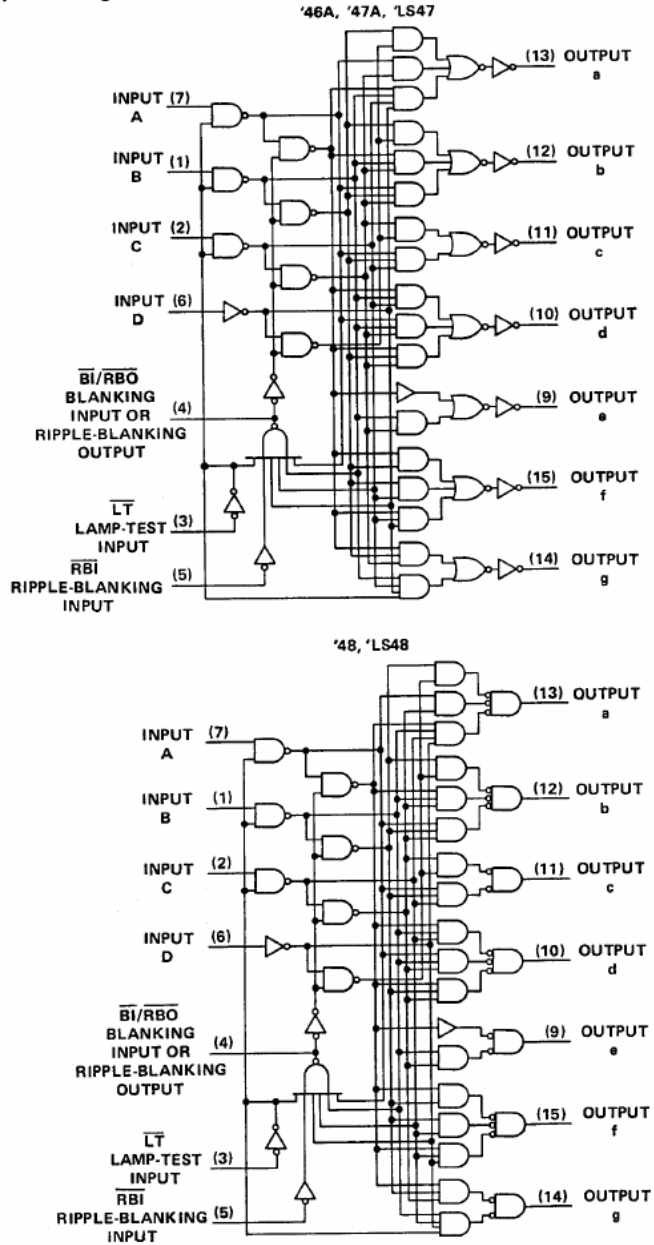 '46A, '47A, 'LS47
(13) OUTPUT
a
INPUT (7)
A
(12) OUTPUT
b
INPUT (1)
B
(11) OUTPUT
c
INPUT (2)
C
(10) OUTPUT
d
INPUT (6)
D
(9) OUTPUT
e
BI/RBO
BLANKING
INPUT OR (4)
RIPPLE-BLANKING
OUTPUT
(15) OUTPUT
f
LT
LAMP-TEST (3)
INPUT
(14) OUTPUT
g
RBI
RIPPLE-BLANKING (5)
INPUT
'48, 'LS48
(13) OUTPUT
a
INPUT (7)
A
(12) OUTPUT
b
INPUT (1)
B
(11) OUTPUT
c
INPUT (2)
C
(10) OUTPUT
d
INPUT (6)
D
(9) OUTPUT
e
BI/RBO
BLANKING
INPUT OR (4)
RIPPLE-BLANKING
OUTPUT
(15) OUTPUT
f
LT
LAMP-TEST (3)
INPUT
(14) OUTPUT
g
RBI
RIPPLE-BLANKING (5)
INPUT